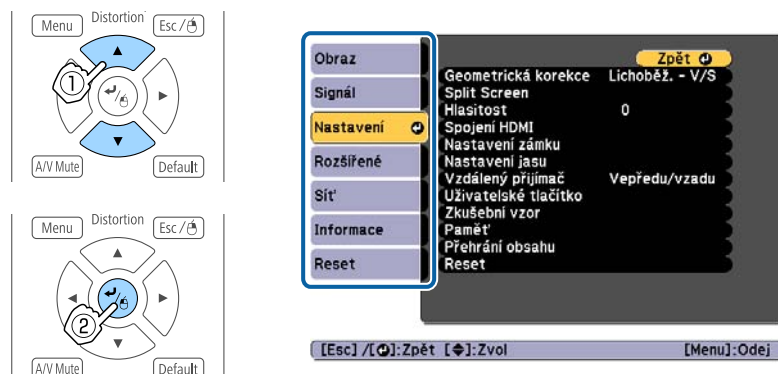 Menu
Distortion
Esc /
1
A/V Mute
Default
Menu
Distortion
Esc /
2
A/V Mute
Default
Obraz
Signál
Nastavení
Rozšířené
Síť
Informace
Reset
Zpět
Geometrická korekce Lichoběž. - V/S
Split Screen
Hlasitost 0
Spojení HDMI
Nastavení zámku
Nastavení jasu
Vzdálený přijímač Vepředu/vzadu
Uživatelské tlačítko
Zkušební vzor
Paměť
Přehrání obsahu
Reset
[Esc] /[ ]:Zpět [ ]:Zvol [Menu]:Odej